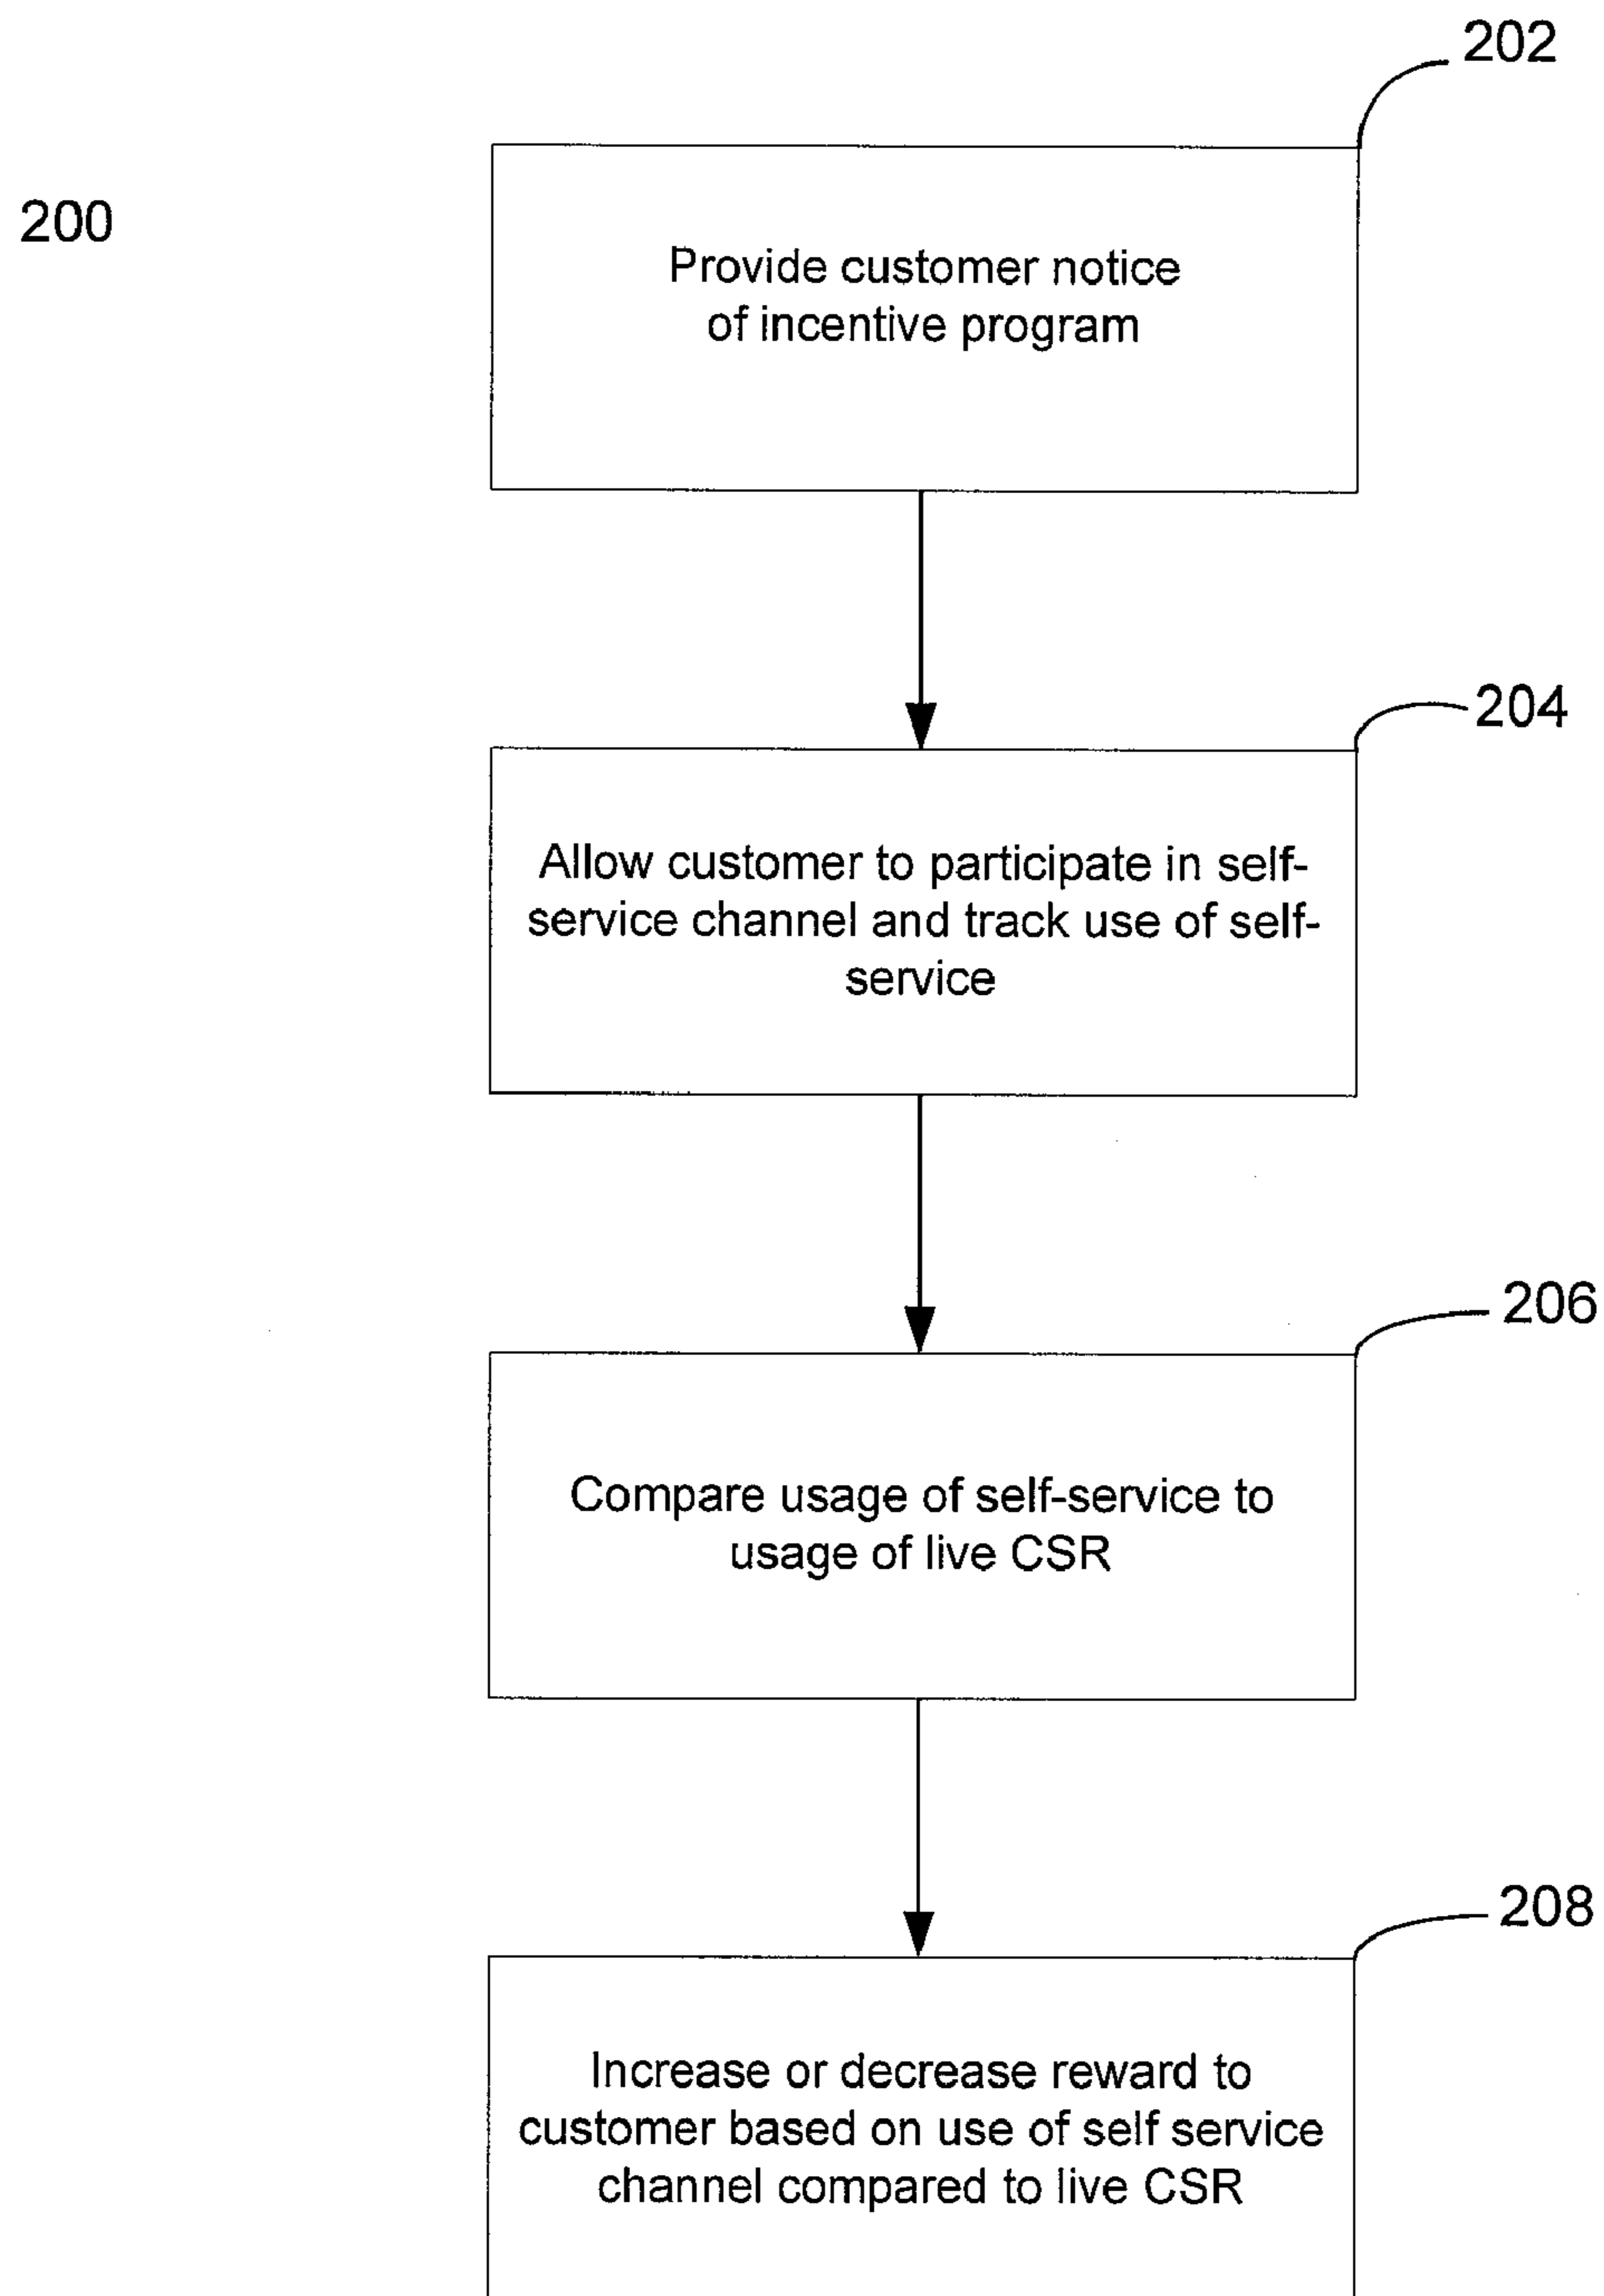 202
200
Provide customer notice
of incentive program
204
Allow customer to participate in self-
service channel and track use of self-
service
206
Compare usage of self-service to
usage of live CSR
208
Increase or decrease reward to
customer based on use of self service
channel compared to live CSR